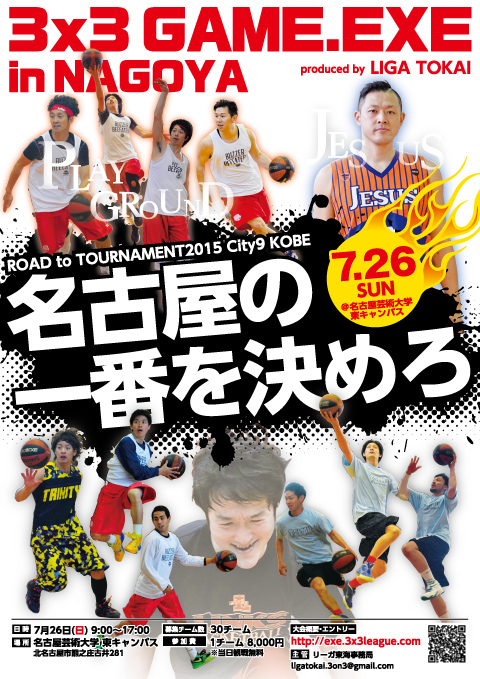 3x3 GAME.EXE
in NAGOYA
produced by LIGA TOKAI
PLAY
GROUND
JESUS
JESUS
ROAD to TOURNAMENT2015 City9 KOBE
7.26
SUN
@名古屋芸術大学
東キャンパス
名古屋の
一番を決めろ
TRINITY
日時 7月26日(日) 9:00~17:00
場所 名古屋芸術大学 東キャンパス
北名古屋市熊之庄古井281
募集チーム数 30チーム
参加費 1チーム 8,000円
※当日観戦無料
大会概要・エントリー
http://exe.3x3league.com
主管 リーガ東海事務局
ligatokai.3on3@gmail.com